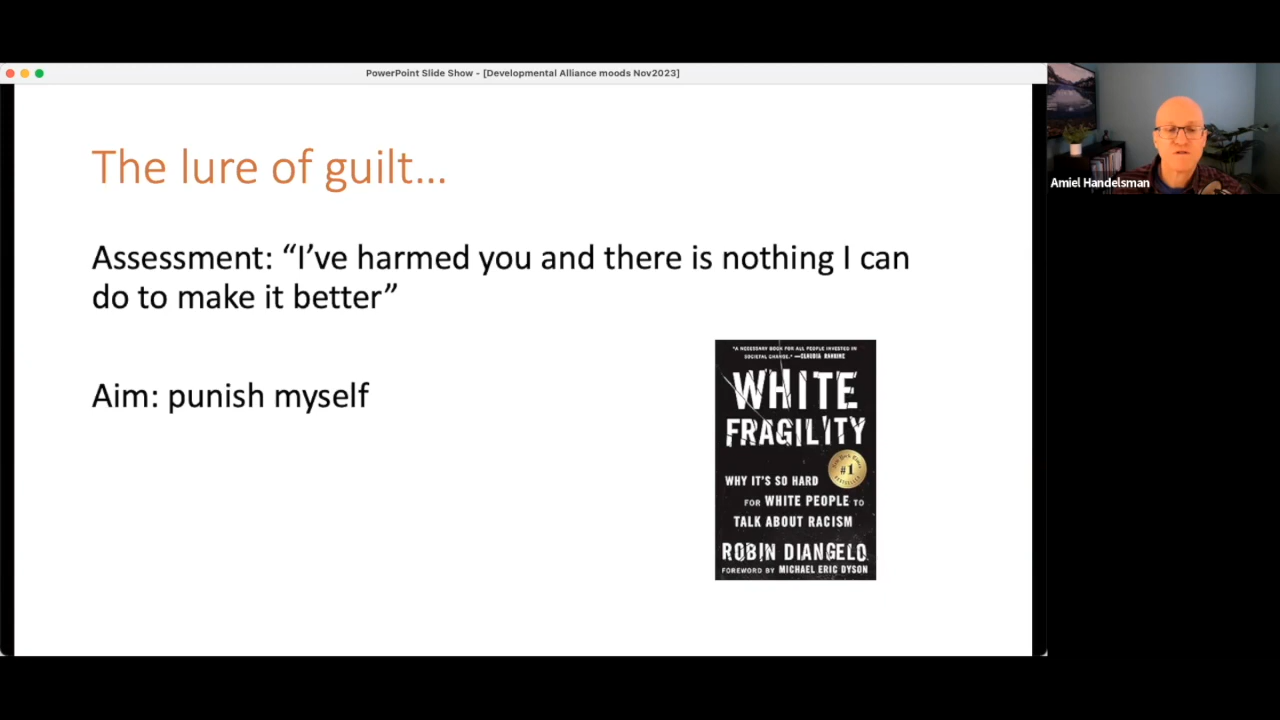 PowerPoint Slide Show - [Developmental Alliance moods Nov2023]
The lure of guilt...
Assessment: “I’ve harmed you and there is nothing I can
do to make it better”
Aim: punish myself
"A NECESSARY BOOK FOR ALL PEOPLE INVESTED IN
SOCIETAL CHANGE." —CLAUDIA RANKINE
WHITE
FRAGILITY
#1
WHY IT'S SO HARD
FOR WHITE PEOPLE TO
TALK ABOUT RACISM
ROBIN DIANGELO
FOREWORD BY MICHAEL ERIC DYSON
Amiel Handelsman